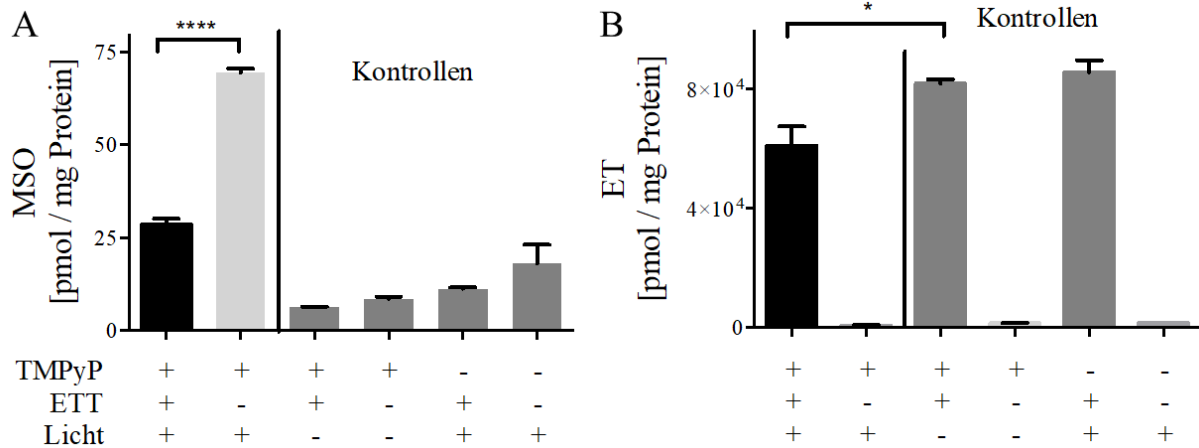 A
****
Kontrollen
MSO
[pmol / mg Protein]
75
50
25
0
TMPyP + + + + - -
ETT + - + - + -
Licht + + - - + +
B
*
Kontrollen
ET
[pmol / mg Protein]
8×10⁴
4×10⁴
0
+ + + + - -
+ - + - + -
+ + - - + +